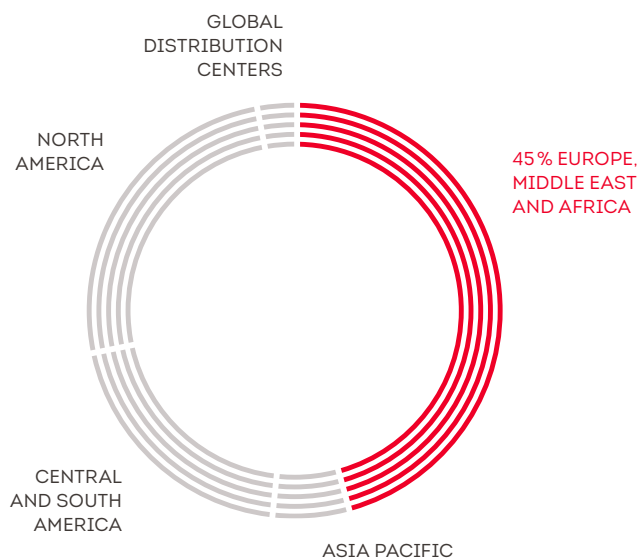 GLOBAL
DISTRIBUTION
CENTERS
NORTH
AMERICA
45 % EUROPE,
MIDDLE EAST
AND AFRICA
CENTRAL
AND SOUTH
AMERICA
ASIA PACIFIC